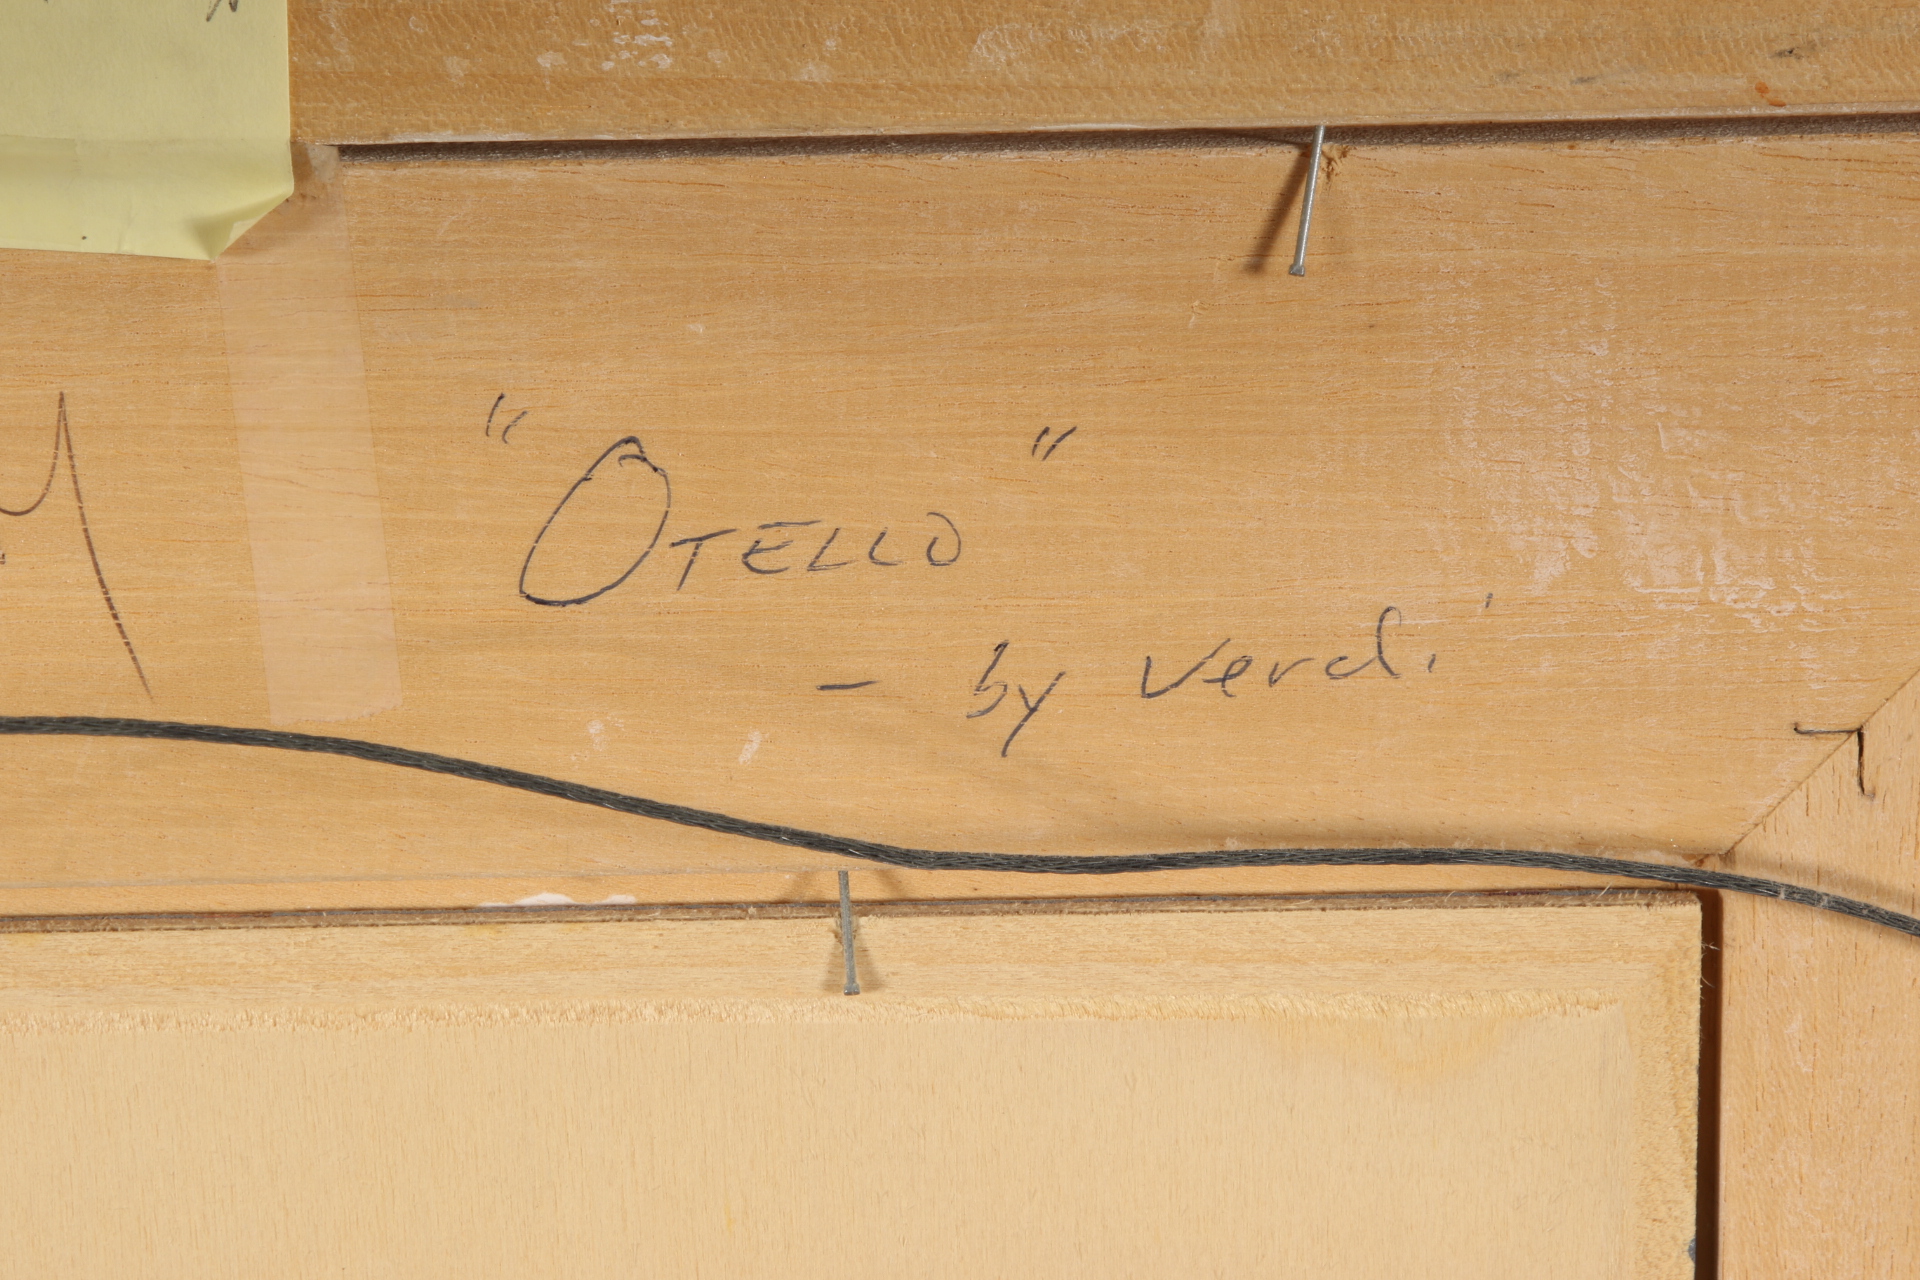 "Otello"
- by Verdi